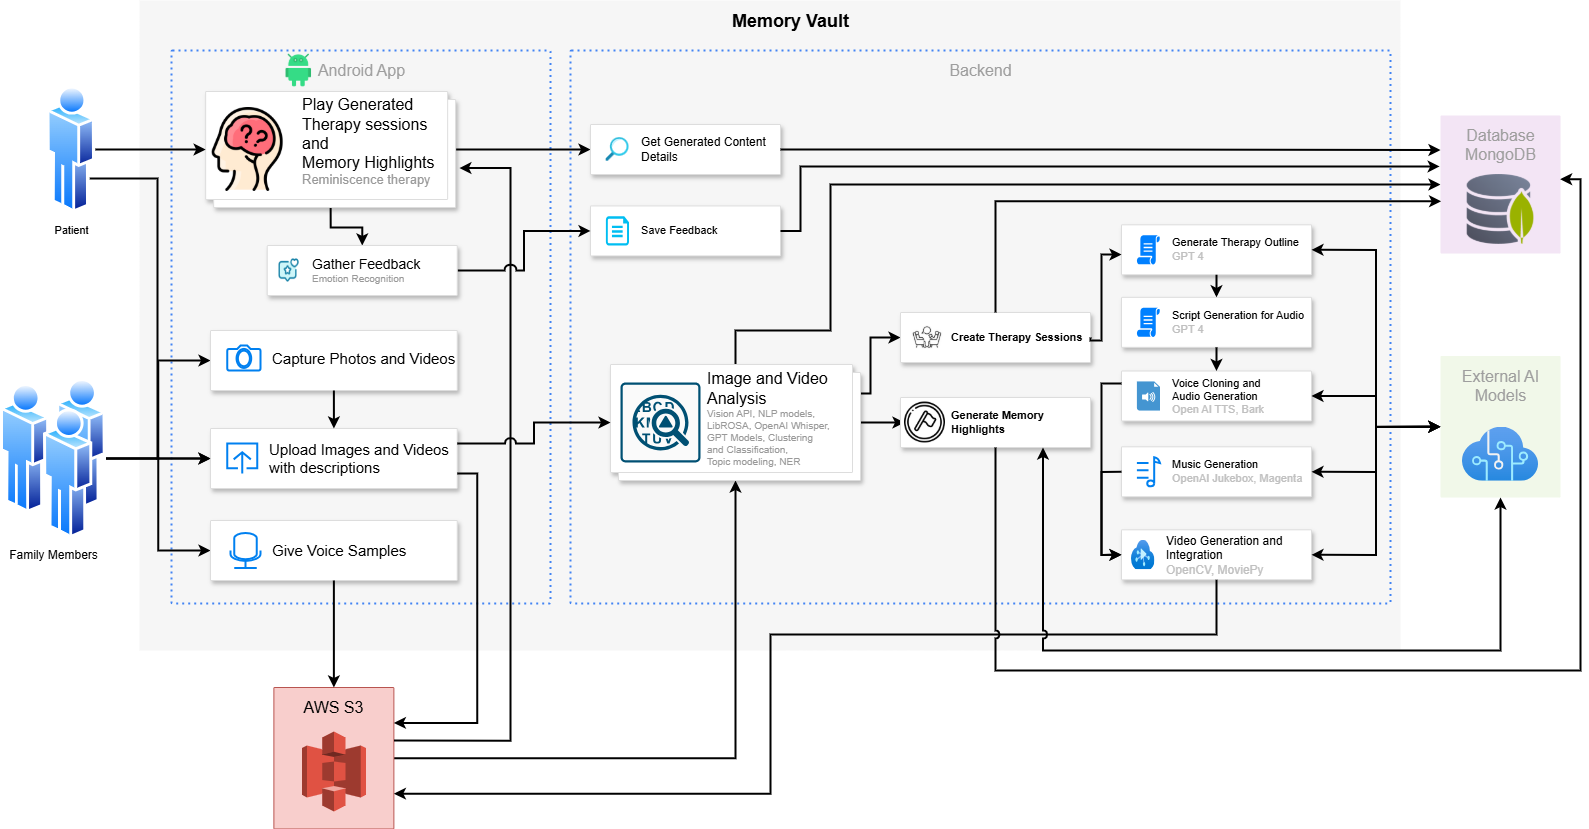 Memory Vault
Android App
Backend
Play Generated
Therapy sessions
and
Memory Highlights
Reminiscence therapy
Patient
Gather Feedback
Emotion Recognition
Capture Photos and Videos
Upload Images and Videos
with descriptions
Give Voice Samples
Family Members
AWS S3
Get Generated Content
Details
Save Feedback
Image and Video
Analysis
Vision API, NLP models,
LibROSA, OpenAI Whisper,
GPT Models, Clustering
and Classification,
Topic modeling, NER
Create Therapy Sessions
Generate Memory
Highlights
Generate Therapy Outline
GPT 4
Script Generation for Audio
GPT 4
Voice Cloning and
Audio Generation
Open AI TTS, Bark
Music Generation
OpenAI Jukebox, Magenta
Video Generation and
Integration
OpenCV, MoviePy
Database
MongoDB
External AI
Models